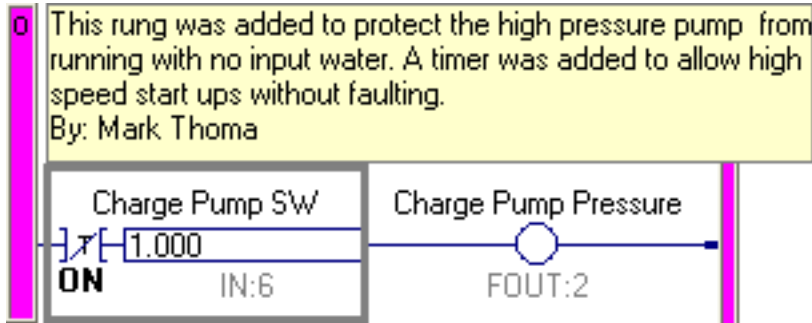 0
This rung was added to protect the high pressure pump from
running with no input water. A timer was added to allow high
speed start ups without faulting.
By: Mark Thoma
Charge Pump SW Charge Pump Pressure
T 1.000
ON IN:6 FOUT:2